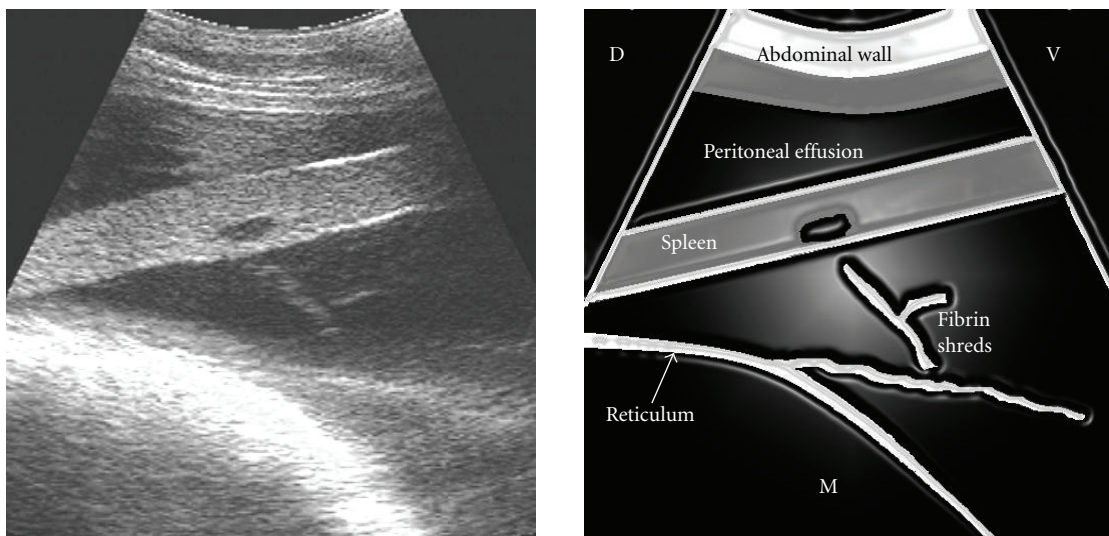 D
Abdominal wall
V
Peritoneal effusion
Spleen
Fibrin
shreds
Reticulum
M